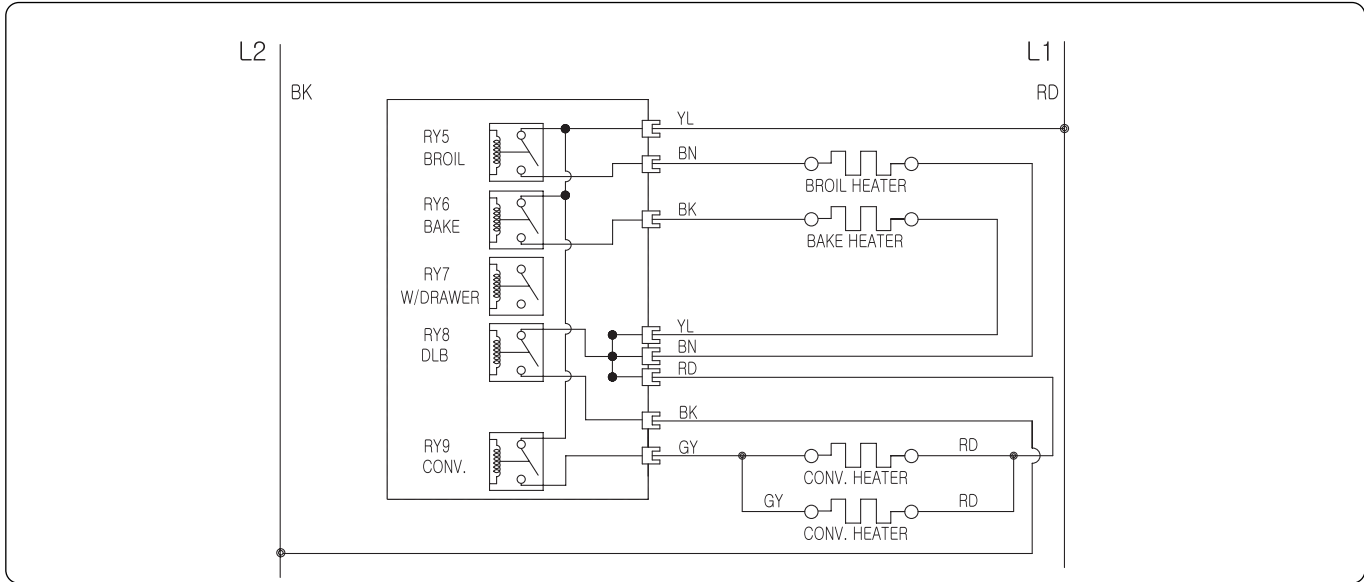 L2
L1
BK
RD
YL
RY5
BROIL
BN
BROIL HEATER
RY6
BAKE
BK
BAKE HEATER
RY7
W/DRAWER
RY8
DLB
YL
BN
RD
BK
RY9
CONV.
GY
RD
CONV. HEATER
GY
RD
CONV. HEATER